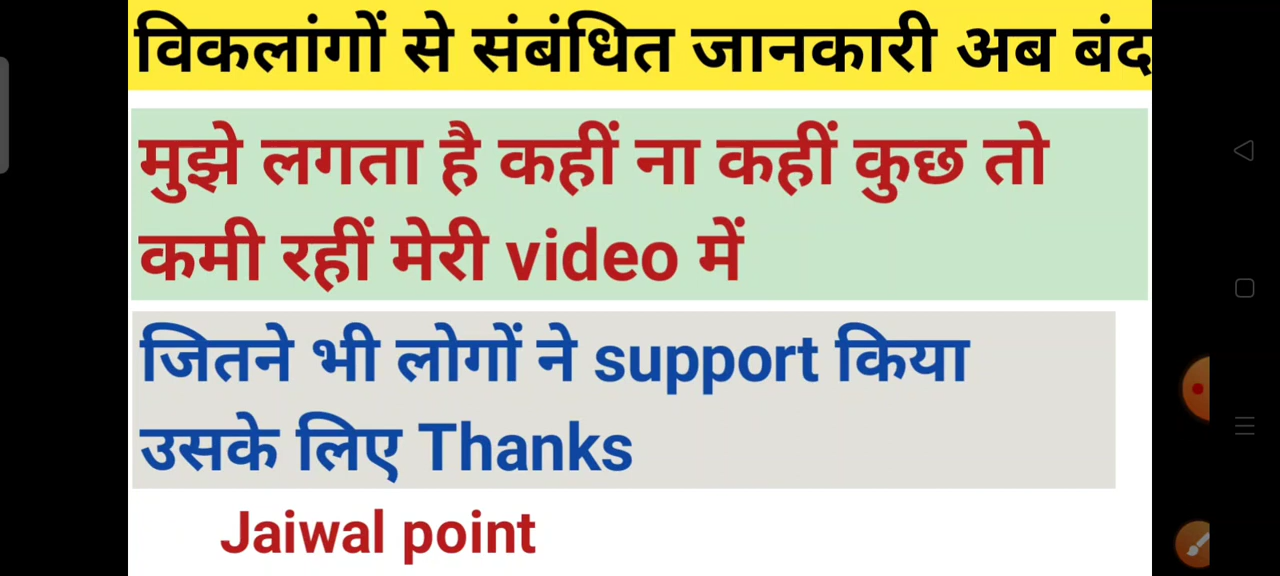 विकलांगों से संबंधित जानकारी अब बंद
मुझे लगता है कहीं ना कहीं कुछ तो
कमी रहीं मेरी video में
जितने भी लोगों ने support किया
उसके लिए Thanks
Jaiwal point